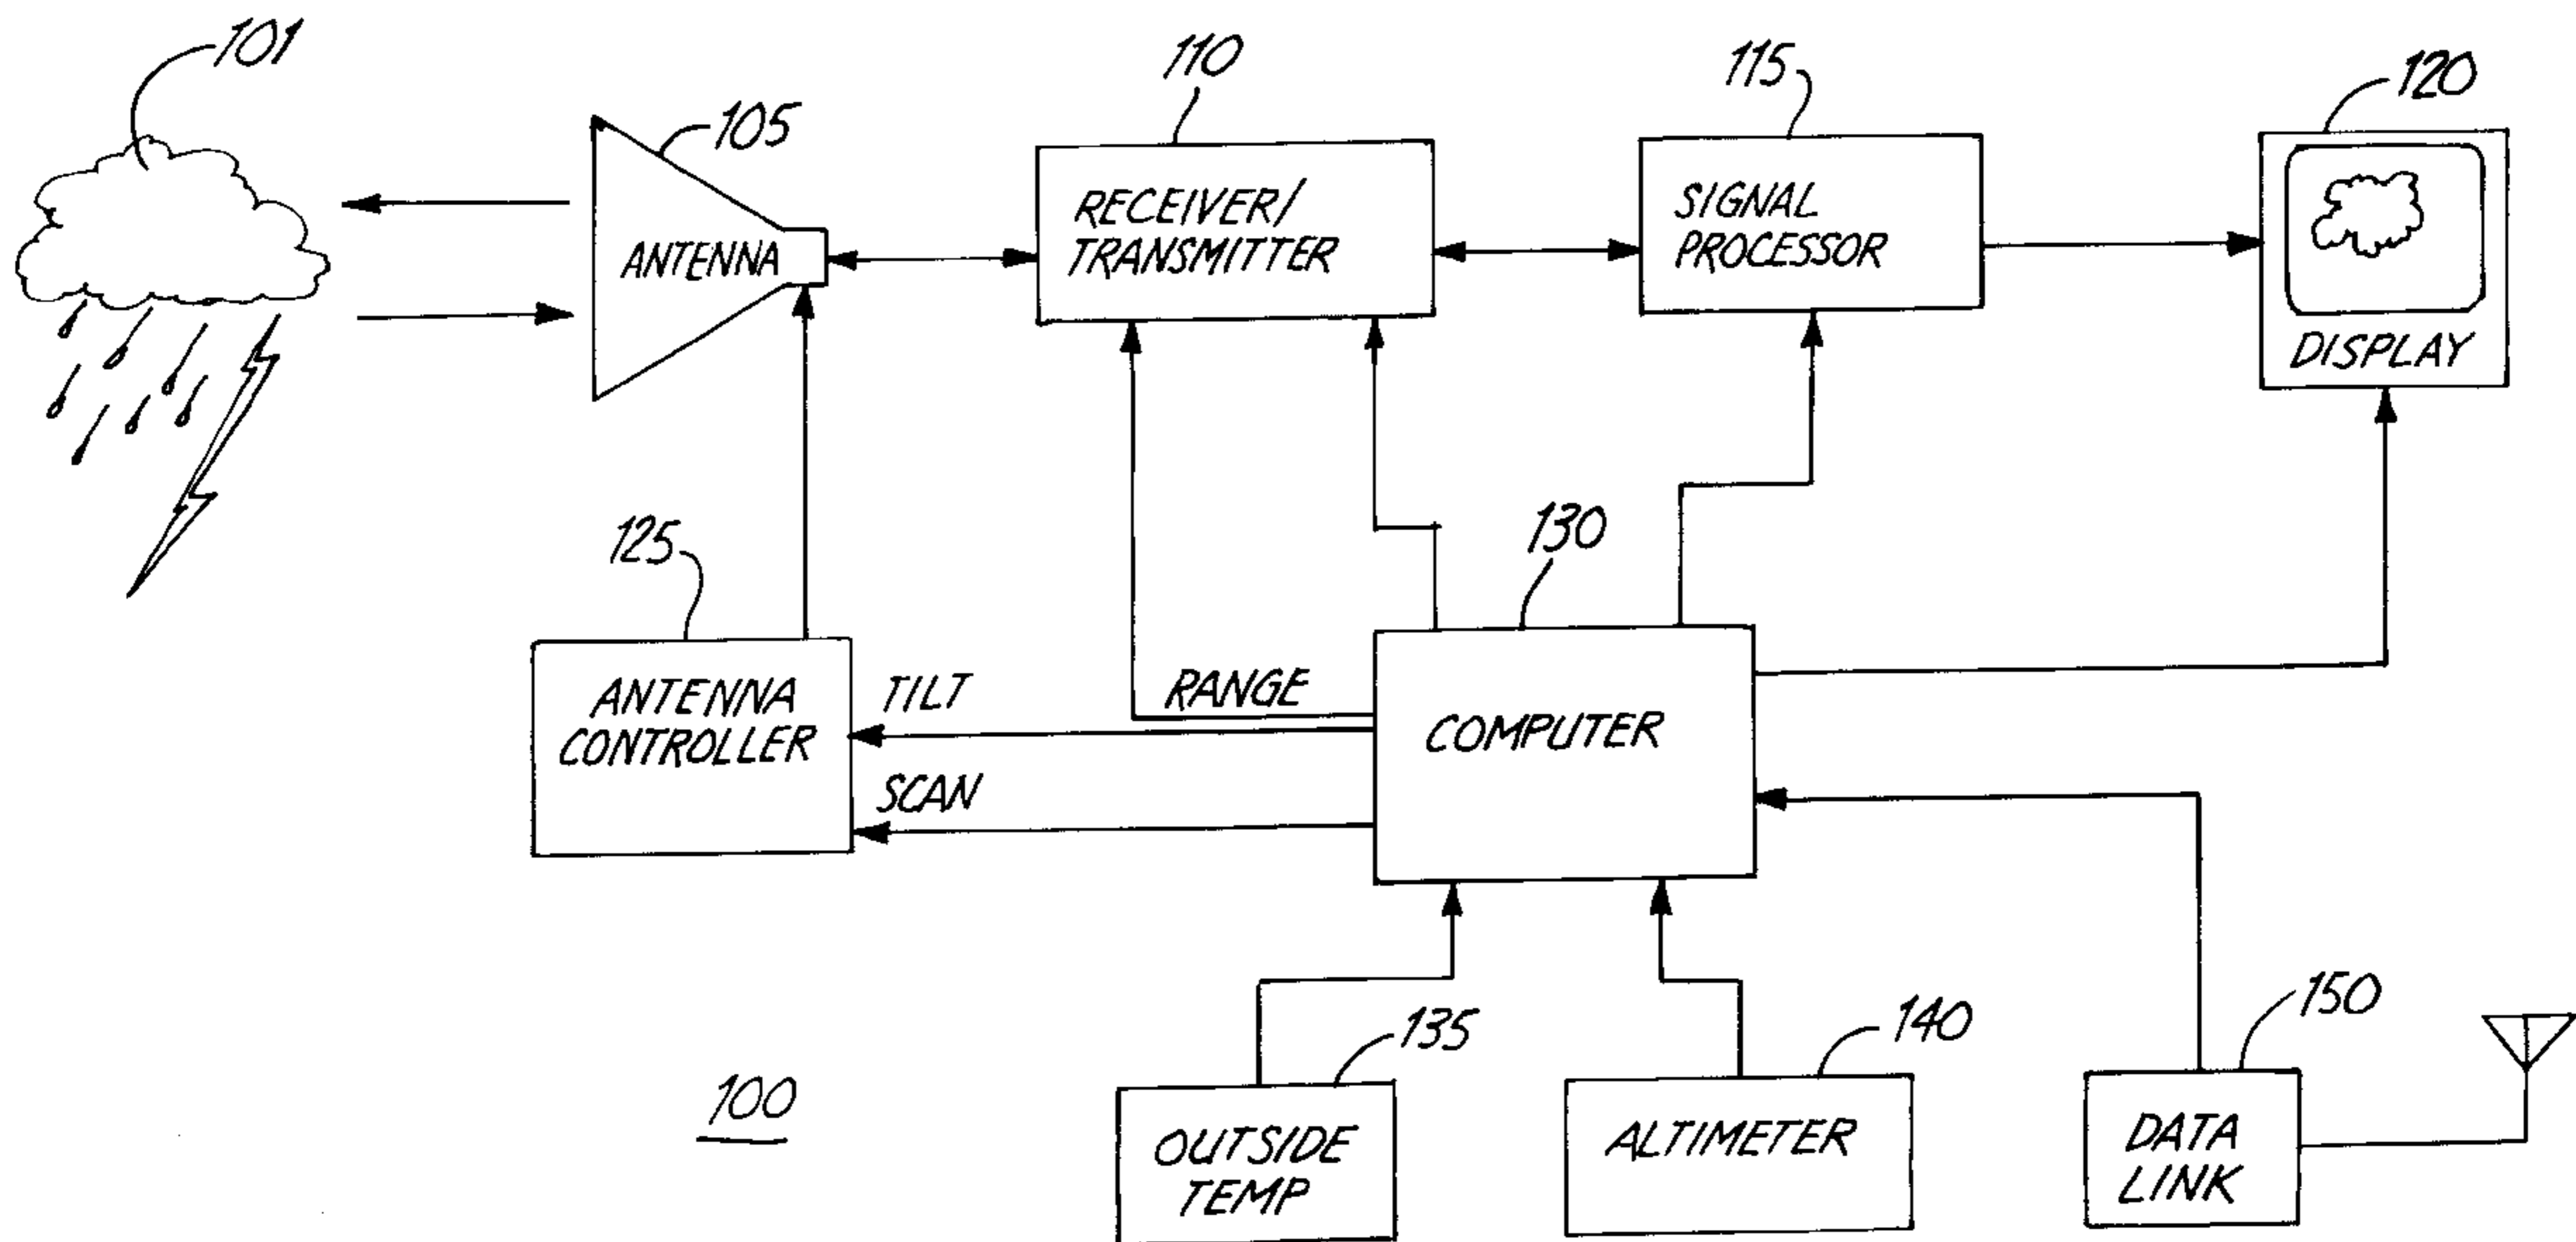 101
105
110
115
120
ANTENNA
RECEIVER/
TRANSMITTER
SIGNAL
PROCESSOR
DISPLAY
125
130
ANTENNA
CONTROLLER
TILT
RANGE
SCAN
COMPUTER
100
135
140
150
OUTSIDE
TEMP
ALTIMETER
DATA
LINK